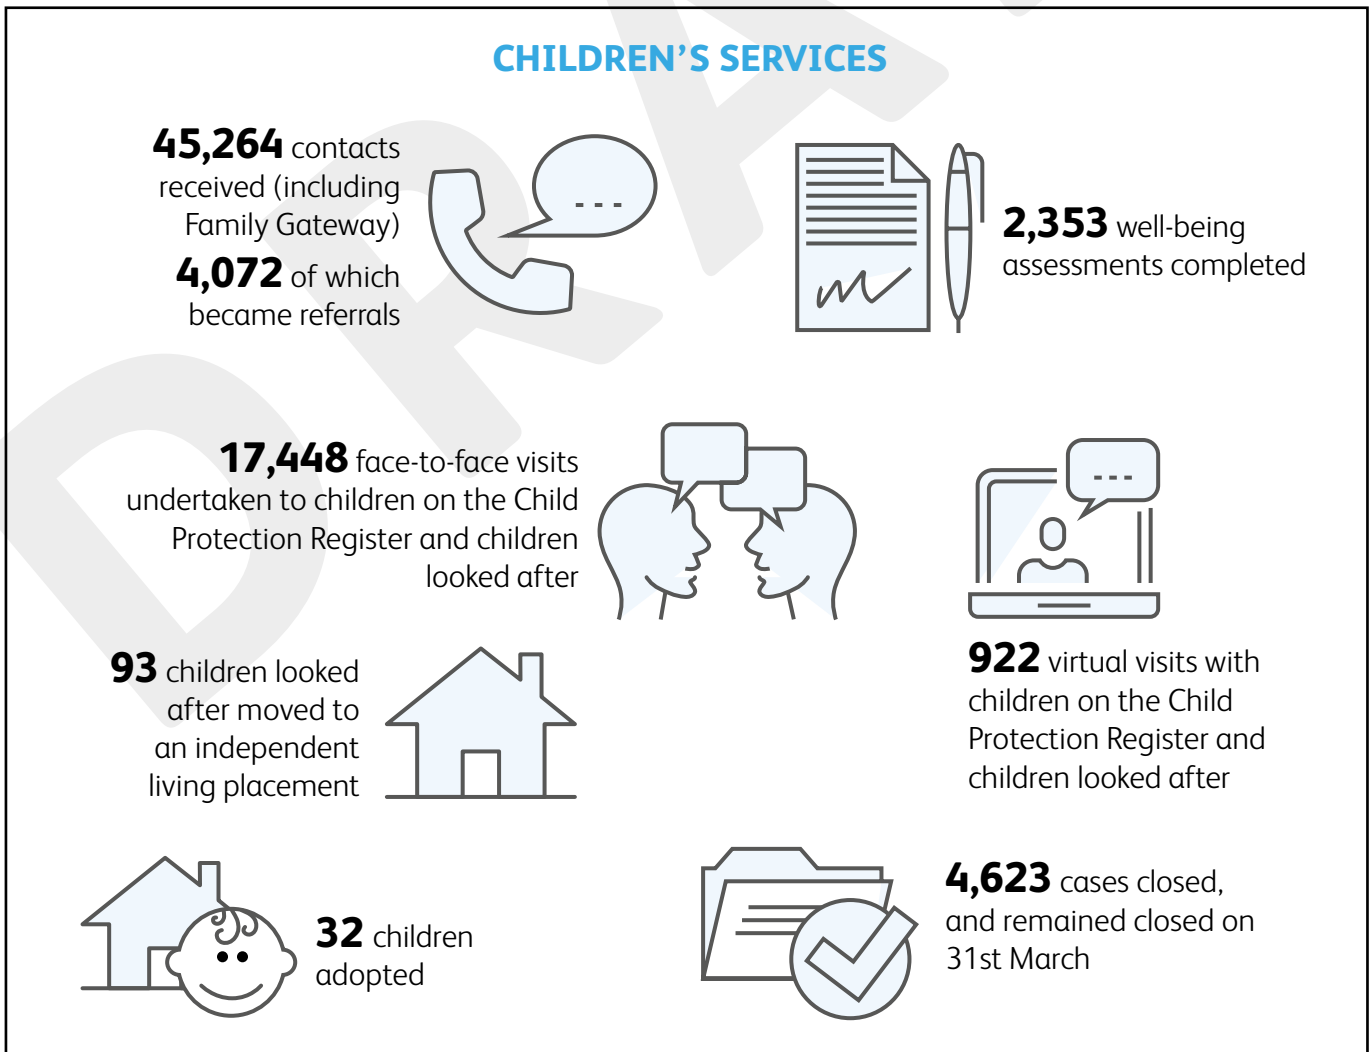 CHILDREN’S SERVICES
45,264 contacts
received (including
Family Gateway)
4,072 of which
became referrals
2,353 well-being
assessments completed
17,448 face-to-face visits
undertaken to children on the Child
Protection Register and children
looked after
922 virtual visits with
children on the Child
Protection Register and
children looked after
93 children looked
after moved to
an independent
living placement
32 children
adopted
4,623 cases closed,
and remained closed on
31st March
DRA